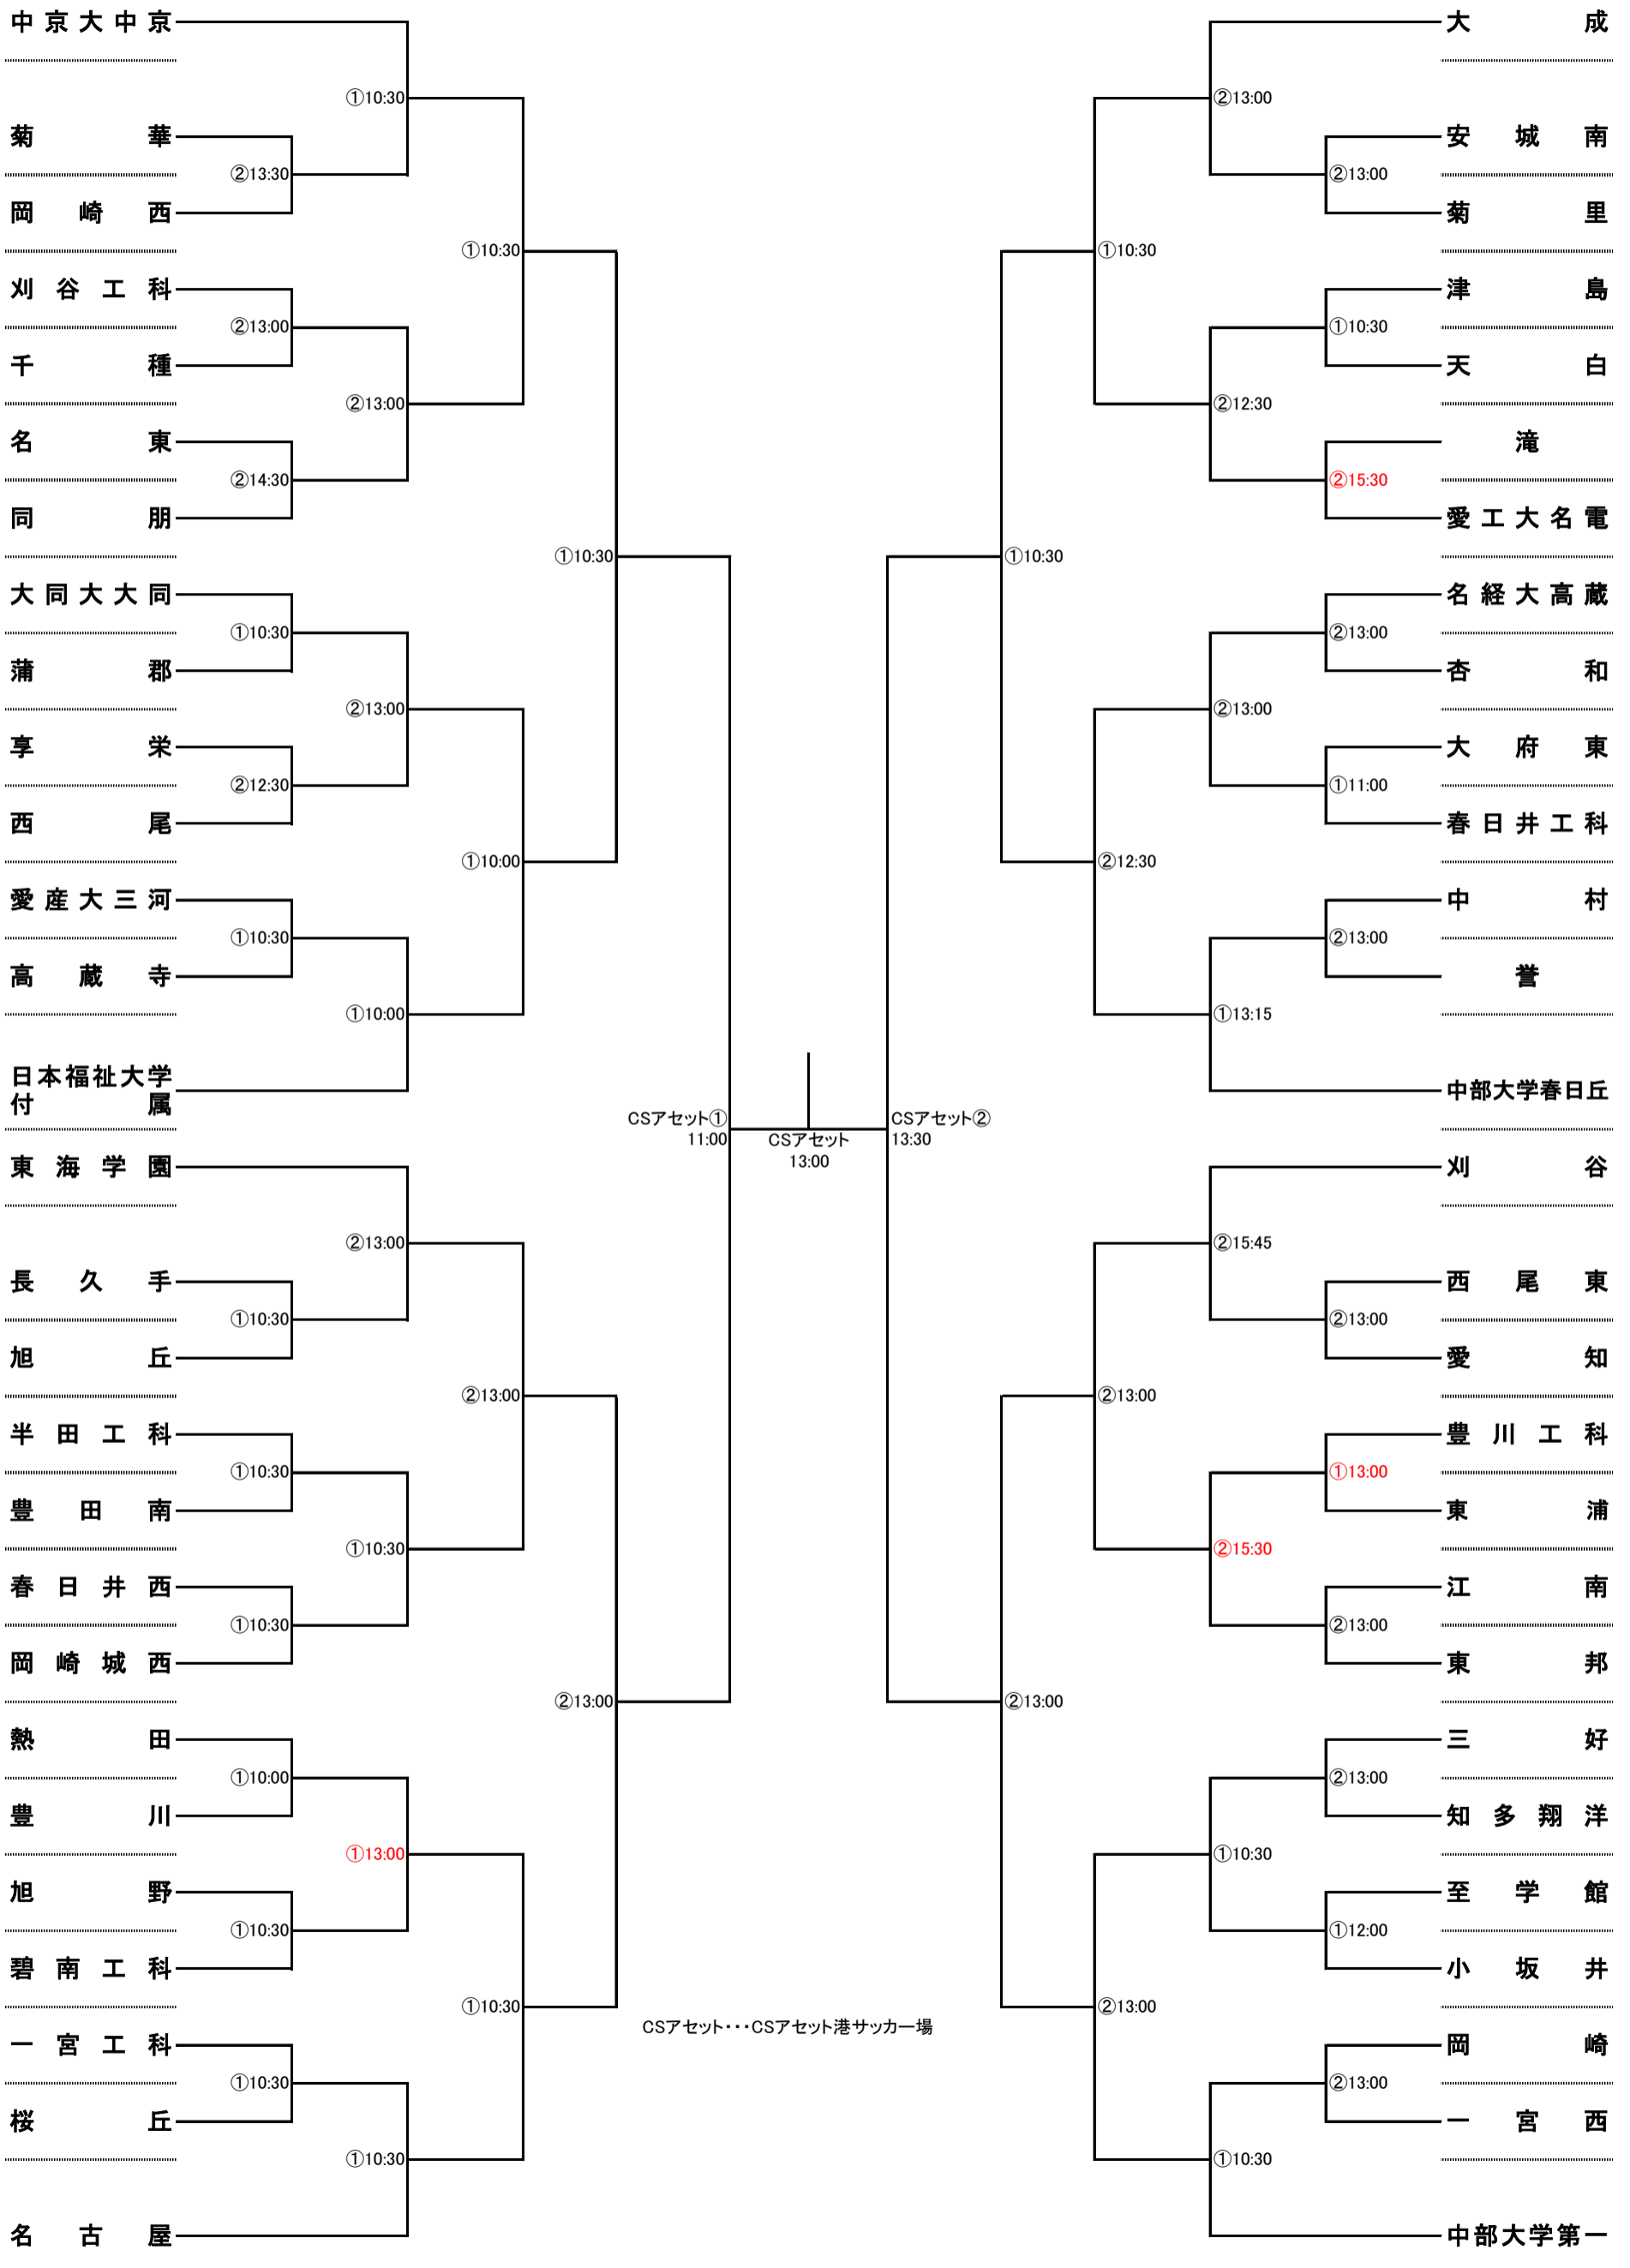 中京大中京
①10:30
菊華
②13:30
岡崎西
①10:30
刈谷工科
②13:00
千種
②13:00
名東
②14:30
同朋
①10:30
大同大大同
①10:30
蒲郡
②13:00
享栄
②12:30
西尾
①10:00
愛産大三河
①10:30
高蔵寺
①10:00
日本福祉大学
付属
CSアセット①
11:00
東海学園
②13:00
長久手
①10:30
旭丘
②13:00
半田工科
①10:30
豊田南
①10:30
春日井西
①10:30
岡崎城西
②13:00
熱田
①10:00
豊川
①13:00
旭野
①10:30
碧南工科
①10:30
一宮工科
①10:30
桜丘
①10:30
名古屋
CSアセット
13:00
CSアセット・・・CSアセット港サッカー場
大成
②13:00
安城南
②13:00
菊里
①10:30
津島
①10:30
天白
②12:30
滝
②15:30
愛工大名電
①10:30
名経大高蔵
②13:00
杏和
②13:00
大府東
①11:00
春日井工科
②12:30
中村
②13:00
誉
①13:15
中部大学春日丘
CSアセット②
13:30
刈谷
②15:45
西尾東
②13:00
愛知
②13:00
豊川工科
①13:00
東浦
②15:30
江南
②13:00
東邦
②13:00
三好
②13:00
知多翔洋
①10:30
至学館
①12:00
小坂井
②13:00
岡崎
②13:00
一宮西
①10:30
中部大学第一